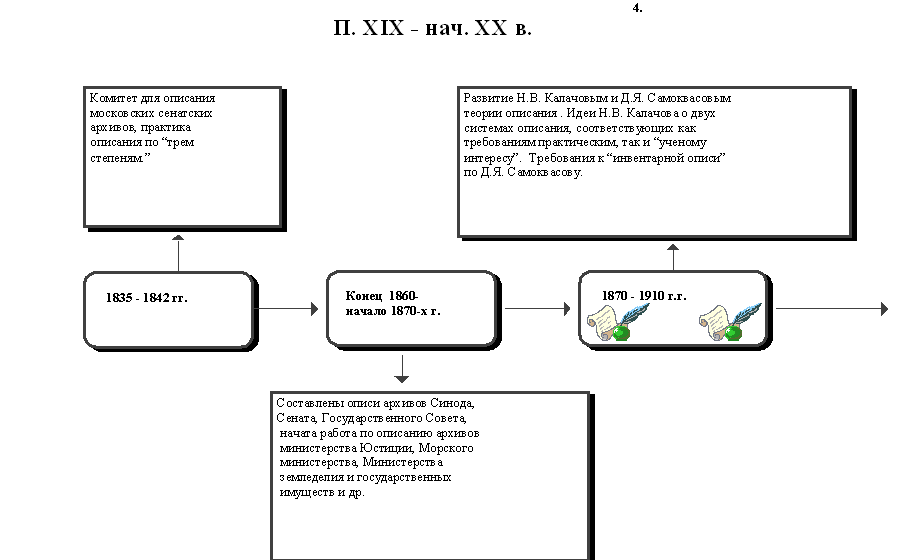 4.
П. XIX - нач. XX в.
Комитет для описания
московских сенатских
архивов, практика
описания по “трем
степеням.”
Развитие Н.В. Калачовым и Д.Я. Самоквасовым
теории описания . Идеи Н.В. Калачова о двух
системах описания, соответствующих как
требованиям практическим, так и “ученому
интересу”. Требования к “инвентарной описи”
по Д.Я. Самоквасову.
1835 - 1842 гг.
Конец 1860-
начало 1870-х г.
1870 - 1910 г.г.
Составлены описи архивов Синода,
Сената, Государственного Совета,
начата работа по описанию архивов
министерства Юстиции, Морского
министерства, Министерства
земледелия и государственных
имуществ и др.